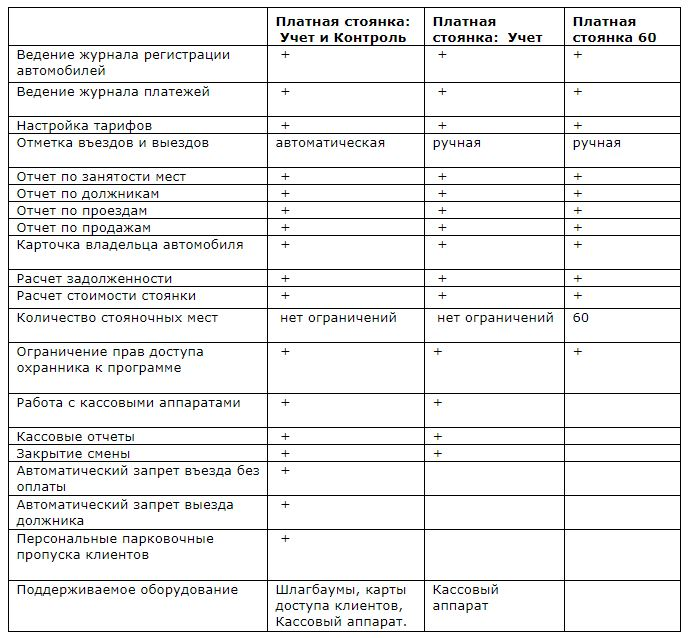 Платная стоянка: Учет и Контроль | Платная стоянка: Учет | Платная стоянка 60
Ведение журнала регистрации автомобилей + + +
Ведение журнала платежей + + +
Настройка тарифов + + +
Отметка въездов и выездов автоматическая ручная ручная
Отчет по занятости мест + + +
Отчет по должникам + + +
Отчет по проездам + + +
Отчет по продажам + + +
Карточка владельца автомобиля + + +
Расчет задолженности + + +
Расчет стоимости стоянки + + +
Количество стояночных мест нет ограничений нет ограничений 60
Ограничение прав доступа охранника к программе + + +
Работа с кассовыми аппаратами + +
Кассовые отчеты + +
Закрытие смены + +
Автоматический запрет въезда без оплаты +
Автоматический запрет выезда должника +
Персональные парковочные пропуска клиентов +
Поддерживаемое оборудование Шлагбаумы, карты доступа клиентов, Кассовый аппарат. Кассовый аппарат